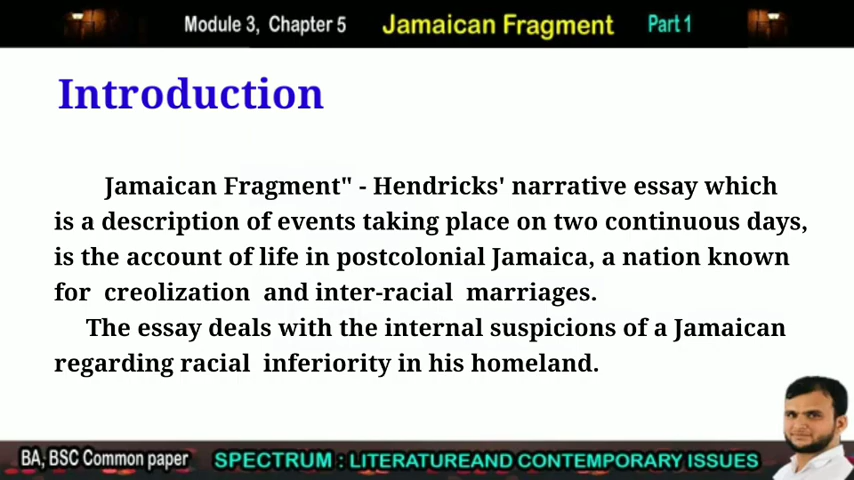 Module 3, Chapter 5 Jamaican Fragment Part 1
Introduction
Jamaican Fragment" - Hendricks' narrative essay which
is a description of events taking place on two continuous days,
is the account of life in postcolonial Jamaica, a nation known
for creolization and inter-racial marriages.
The essay deals with the internal suspicions of a Jamaican
regarding racial inferiority in his homeland.
BA, BSC Common paper SPECTRUM : LITERATUREAND CONTEMPORARY ISSUES